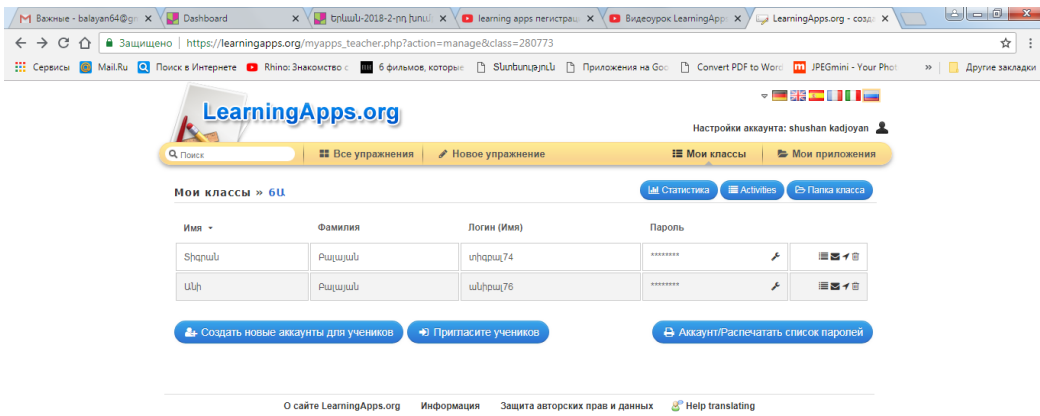 Важные - balayan64@gm
Dashboard
Երևան-2018-2-րդ խուն
learning apps регистрац
Видеоурок LearningApp
LearningApps.org - созда
Защищено | https://learningapps.org/myapps_teacher.php?action=manage&class=280773
Сервисы Mail.Ru Поиск в Интернете Rhino: Знакомство с 6 фильмов, которые Տնտեսություն Приложения на Goo Convert PDF to Word JPEGmini - Your Phot » Другие закладки
LearningApps.org
Настройки аккаунта: shushan kadjoyan
Поиск Все упражнения Новое упражнение Мои классы Мои приложения
Мои классы » 6Ա Статистика Activities Папка класса
Имя Фамилия Логин (Имя) Пароль
Տիգրան Բալայան տիգբալ74 ********
Անի Բալայան անիբալ76 ********
Создать новые аккаунты для учеников Пригласите учеников Аккаунт/Распечатать список паролей
О сайте LearningApps.org Информация Защита авторских прав и данных Help translating